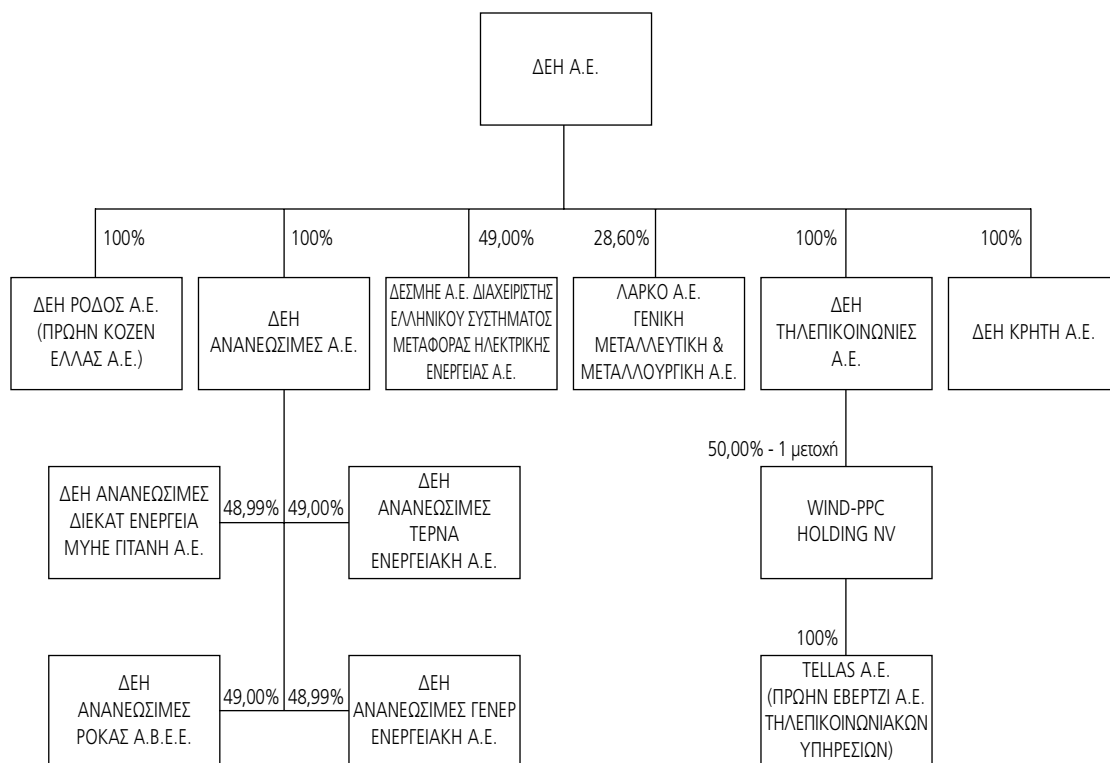 ΔΕΗ Α.Ε.
100%
100%
49,00%
28,60%
100%
100%
ΔΕΗ ΡΟΔΟΣ Α.Ε.
(ΠΡΩΗΝ ΚΟΖΕΝ
ΕΛΛΑΣ Α.Ε.)
ΔΕΗ
ΑΝΑΝΕΩΣΙΜΕΣ Α.Ε.
ΔΕΣΜΗΕ Α.Ε. ΔΙΑΧΕΙΡΙΣΤΗΣ
ΕΛΛΗΝΙΚΟΥ ΣΥΣΤΗΜΑΤΟΣ
ΜΕΤΑΦΟΡΑΣ ΗΛΕΚΤΡΙΚΗΣ
ΕΝΕΡΓΕΙΑΣ Α.Ε.
ΛΑΡΚΟ Α.Ε.
ΓΕΝΙΚΗ
ΜΕΤΑΛΛΕΥΤΙΚΗ &
ΜΕΤΑΛΛΟΥΡΓΙΚΗ Α.Ε.
ΔΕΗ
ΤΗΛΕΠΙΚΟΙΝΩΝΙΕΣ
Α.Ε.
ΔΕΗ ΚΡΗΤΗ Α.Ε.
50,00% - 1 μετοχή
ΔΕΗ ΑΝΑΝΕΩΣΙΜΕΣ
ΔΙΕΚΑΤ ΕΝΕΡΓΕΙΑ
ΜΥΗΕ ΓΙΤΑΝΗ Α.Ε.
48,99%
49,00%
ΔΕΗ
ΑΝΑΝΕΩΣΙΜΕΣ
ΤΕΡΝΑ
ΕΝΕΡΓΕΙΑΚΗ Α.Ε.
WIND-PPC
HOLDING NV
100%
ΔΕΗ
ΑΝΑΝΕΩΣΙΜΕΣ
ΡΟΚΑΣ Α.Β.Ε.Ε.
49,00%
48,99%
ΔΕΗ
ΑΝΑΝΕΩΣΙΜΕΣ ΓΕΝΕΡ
ΕΝΕΡΓΕΙΑΚΗ Α.Ε.
TELLAS Α.Ε.
(ΠΡΩΗΝ ΕΒΕΡΤΖΙ Α.Ε.
ΤΗΛΕΠΙΚΟΙΝΩΝΙΑΚΩΝ
ΥΠΗΡΕΣΙΩΝ)